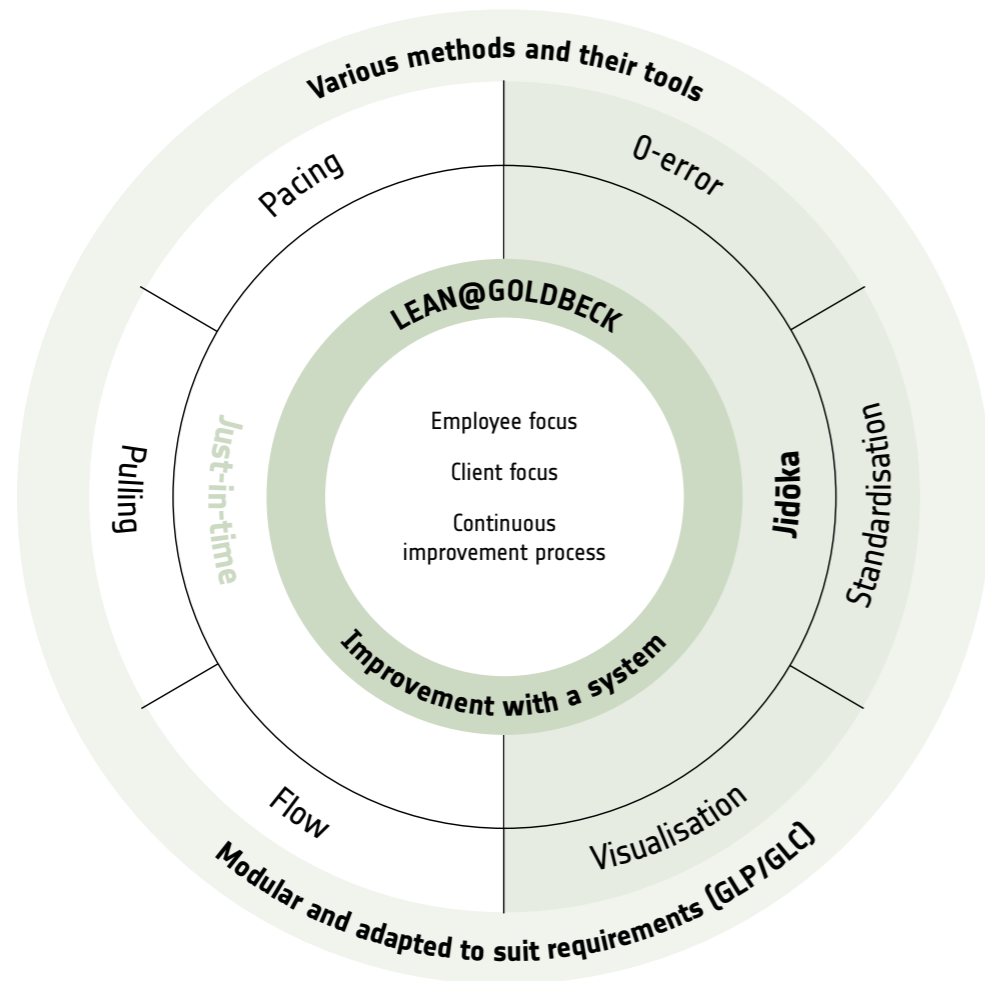 Various methods and their tools
Pacing
0-error
LEAN@GOLDBECK
Employee focus
Client focus
Continuous
improvement process
Just-in-time
Pulling
Jidōka
Standardisation
Improvement with a system
Flow
Visualisation
Modular and adapted to suit requirements (GLP/GLC)